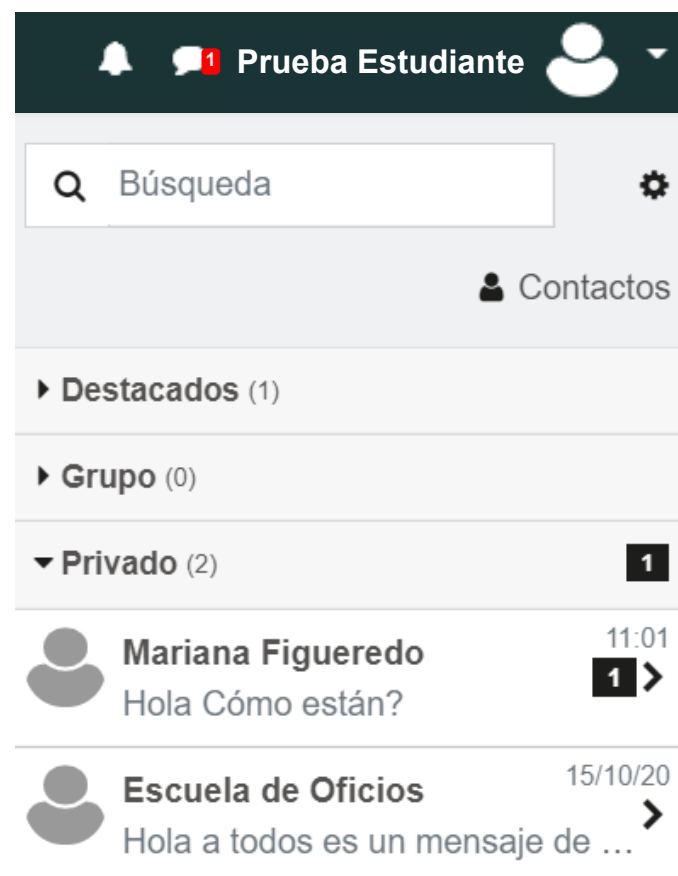 1 Prueba Estudiante
Búsqueda
Contactos
Destacados (1)
Grupo (0)
Privado (2) 1
Mariana Figueredo 11:01
Hola Cómo están? 1
Escuela de Oficios 15/10/20
Hola a todos es un mensaje de ...